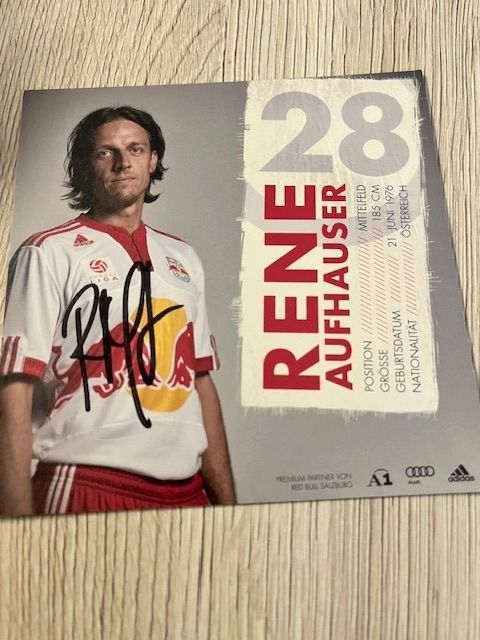 28
RENE
AUFHAUSER
POSITION ////////// MITTELFELD
GRÖSSE ////////// 185 CM
GEBURTSDATUM ////////// 21. JUNI 1976
NATIONALITÄT ////////// ÖSTERREICH
adidas
PREMIUM PARTNER VON
RED BULL SALZBURG
A1
Audi
adidas